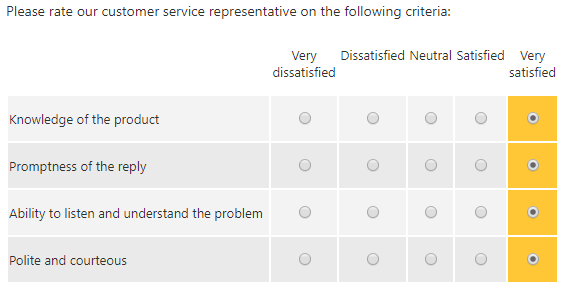 Please rate our customer service representative on the following criteria:
Very dissatisfied Dissatisfied Neutral Satisfied Very satisfied
Knowledge of the product
Promptness of the reply
Ability to listen and understand the problem
Polite and courteous